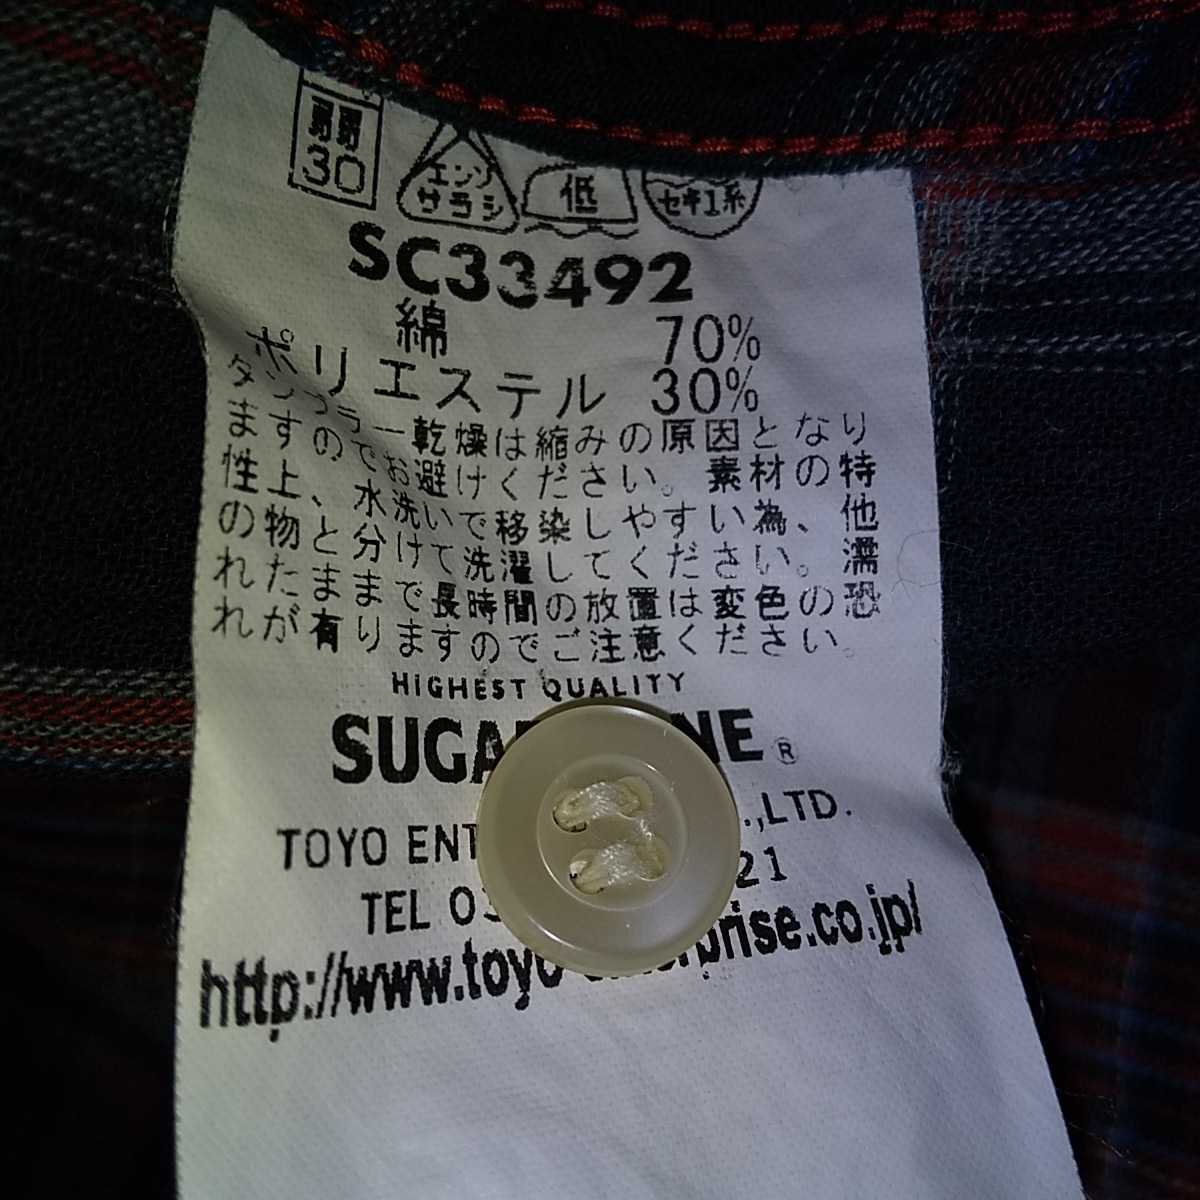 弱
30
エンソ
サラシ
低
セキユ系
SC33492
綿 70%
ポリエステル 30%
タンブラー乾燥は縮みの原因となり
ますのでお避けください。素材の特
性上、水洗いで移染しやすい為、他
の物と分けて洗濯してください。濡
れたままで長時間の放置は変色の恐
れが有りますのでご注意ください。
HIGHEST QUALITY
SUGA NE ®
TOYO ENT .,LTD.
TEL 03 21
http://www.toyo erprise.co.jp/